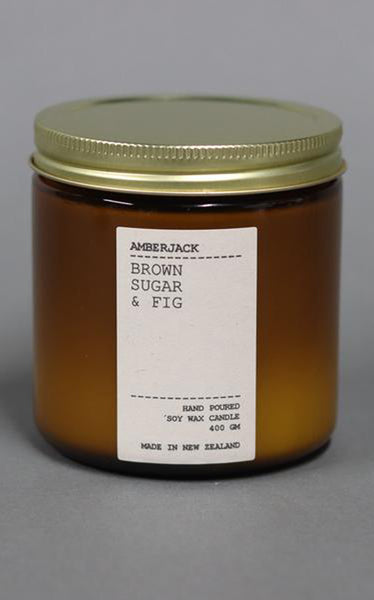 AMBERJACK
BROWN
SUGAR
& FIG
HAND POURED
'SOY WAX CANDLE
400 GM
MADE IN NEW ZEALAND